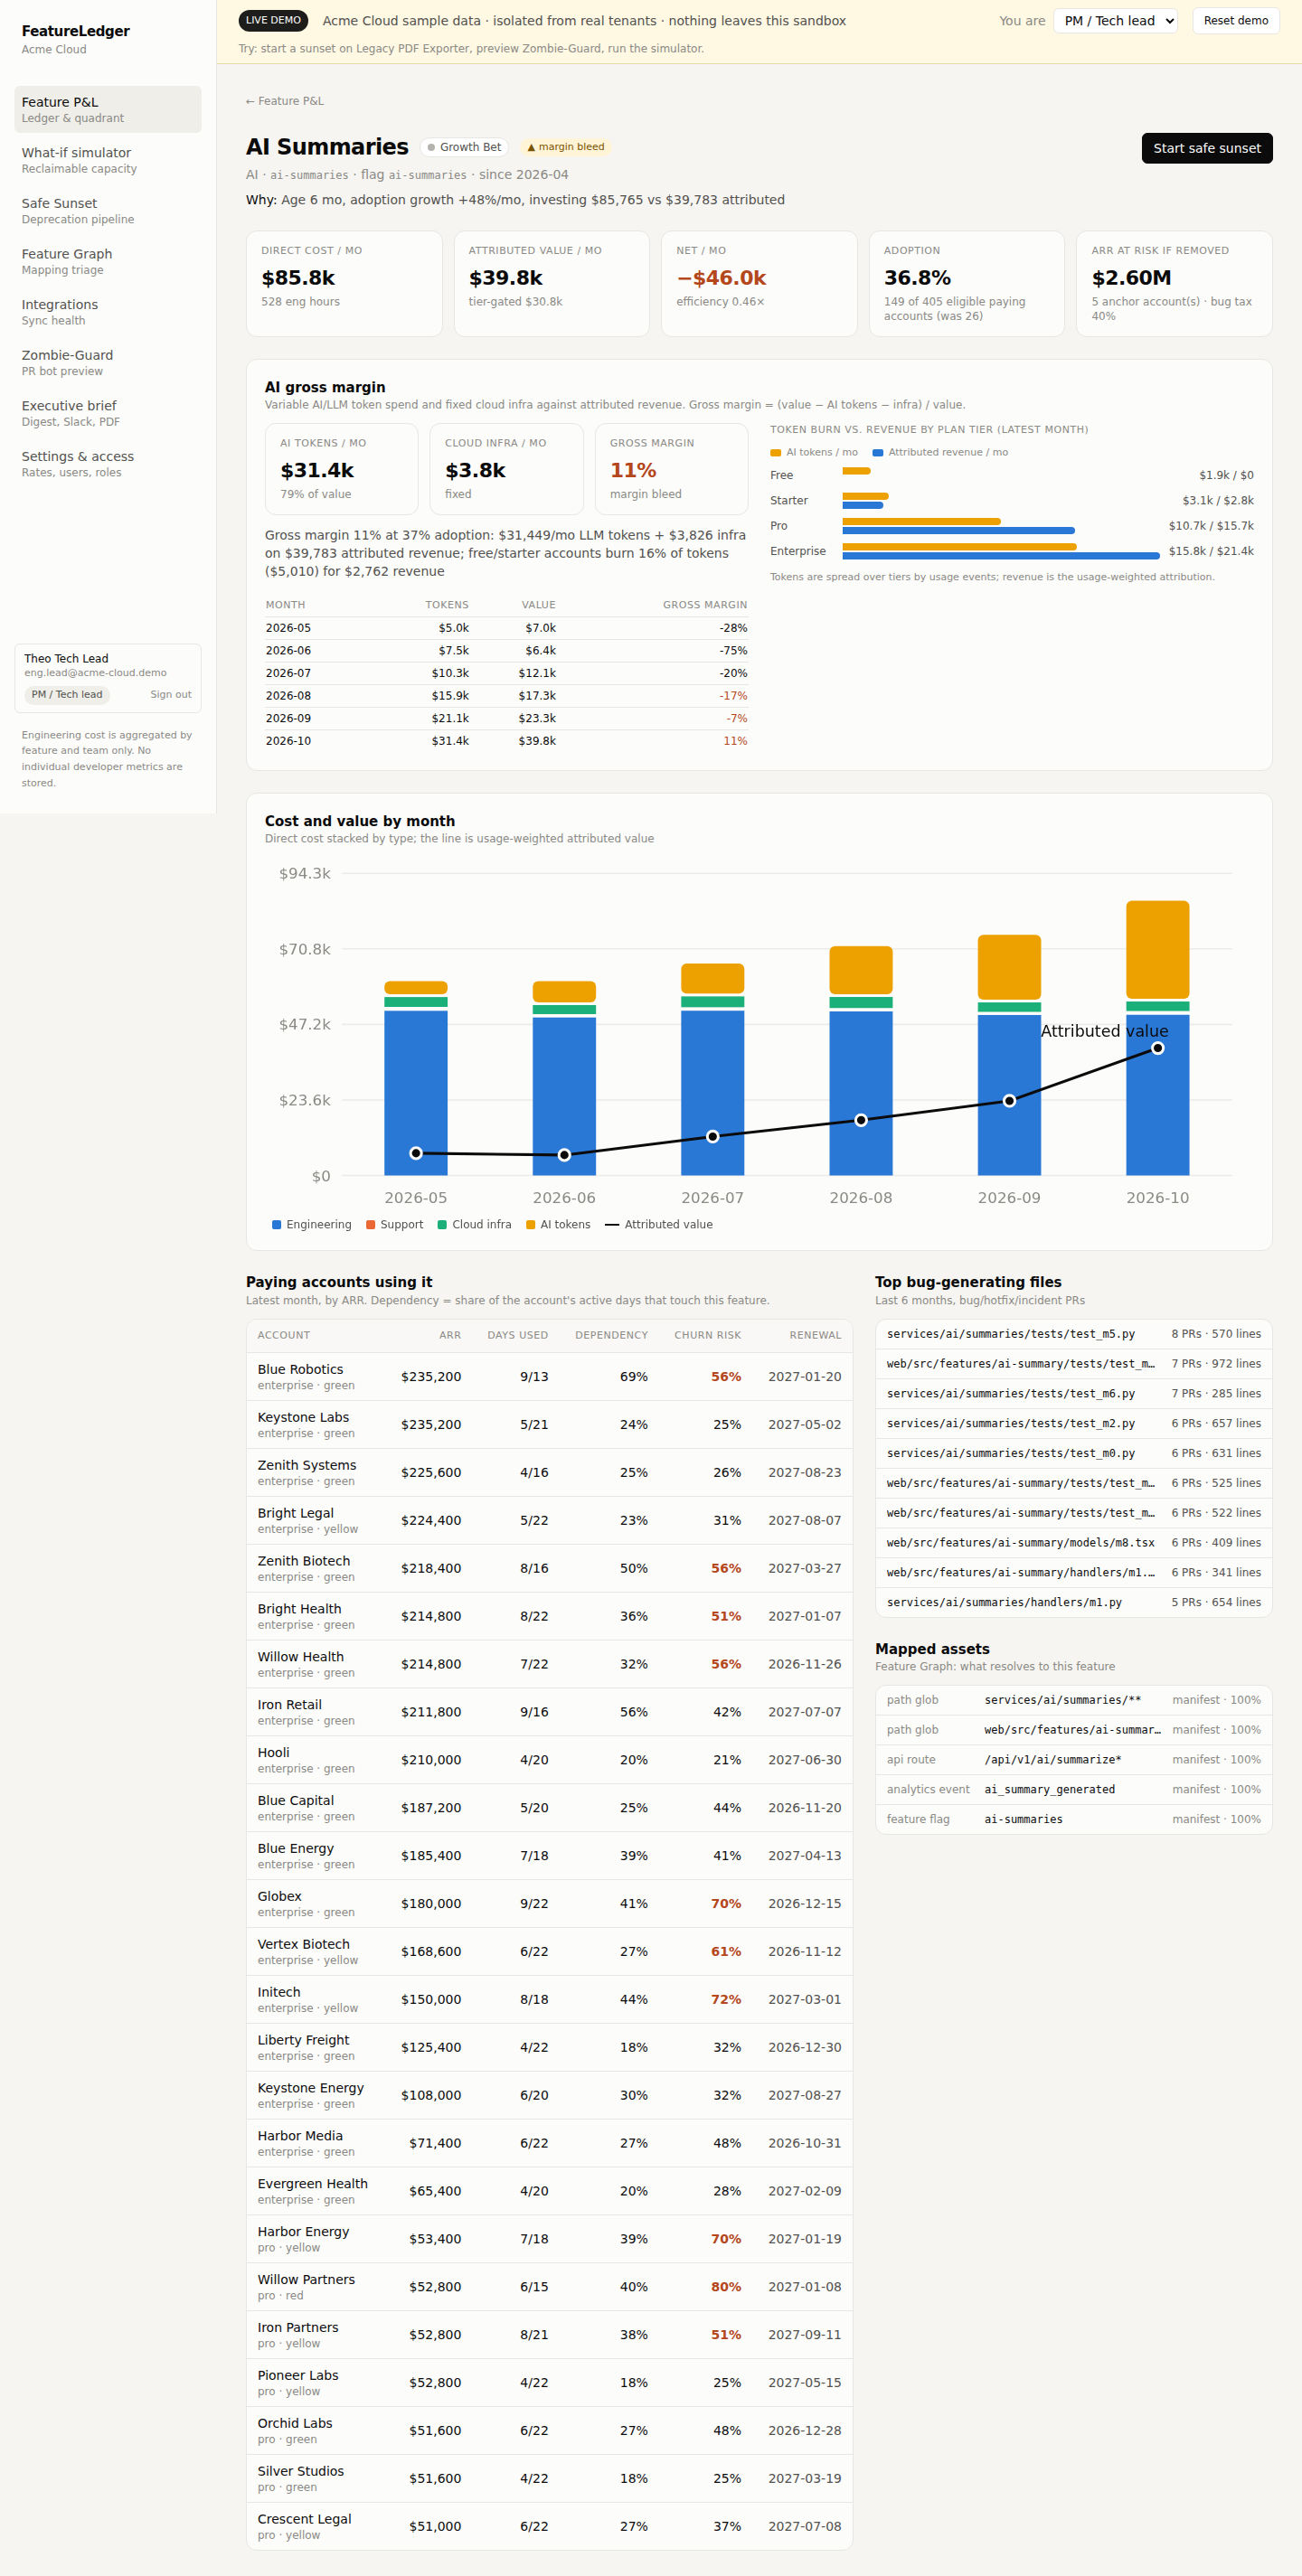 FeatureLedger
Acme Cloud
Feature P&L
Ledger & quadrant
What-if simulator
Reclaimable capacity
Safe Sunset
Deprecation pipeline
Feature Graph
Mapping triage
Integrations
Sync health
Zombie-Guard
PR bot preview
Executive brief
Digest, Slack, PDF
Settings & access
Rates, users, roles
Theo Tech Lead
eng.lead@acme-cloud.demo
PM / Tech lead Sign out
Engineering cost is aggregated by
feature and team only. No
individual developer metrics are
stored.
LIVE DEMO Acme Cloud sample data · isolated from real tenants · nothing leaves this sandbox You are PM / Tech lead Reset demo
Try: start a sunset on Legacy PDF Exporter, preview Zombie-Guard, run the simulator.
← Feature P&L
AI Summaries Growth Bet ▲ margin bleed Start safe sunset
AI · ai-summaries · flag ai-summaries · since 2026-04
Why: Age 6 mo, adoption growth +48%/mo, investing $85,765 vs $39,783 attributed
DIRECT COST / MO
$85.8k
528 eng hours
ATTRIBUTED VALUE / MO
$39.8k
tier-gated $30.8k
NET / MO
−$46.0k
efficiency 0.46×
ADOPTION
36.8%
149 of 405 eligible paying
accounts (was 26)
ARR AT RISK IF REMOVED
$2.60M
5 anchor account(s) · bug tax
40%
AI gross margin
Variable AI/LLM token spend and fixed cloud infra against attributed revenue. Gross margin = (value − AI tokens − infra) / value.
AI TOKENS / MO
$31.4k
79% of value
CLOUD INFRA / MO
$3.8k
fixed
GROSS MARGIN
11%
margin bleed
Gross margin 11% at 37% adoption: $31,449/mo LLM tokens + $3,826 infra
on $39,783 attributed revenue; free/starter accounts burn 16% of tokens
($5,010) for $2,762 revenue
MONTH TOKENS VALUE GROSS MARGIN
2026-05 $5.0k $7.0k -28%
2026-06 $7.5k $6.4k -75%
2026-07 $10.3k $12.1k -20%
2026-08 $15.9k $17.3k -17%
2026-09 $21.1k $23.3k -7%
2026-10 $31.4k $39.8k 11%
TOKEN BURN VS. REVENUE BY PLAN TIER (LATEST MONTH)
AI tokens / mo Attributed revenue / mo
Free $1.9k / $0
Starter $3.1k / $2.8k
Pro $10.7k / $15.7k
Enterprise $15.8k / $21.4k
Tokens are spread over tiers by usage events; revenue is the usage-weighted attribution.
Cost and value by month
Direct cost stacked by type; the line is usage-weighted attributed value
$94.3k
$70.8k
$47.2k
$23.6k
$0
Attributed value
2026-05 2026-06 2026-07 2026-08 2026-09 2026-10
Engineering Support Cloud infra AI tokens Attributed value
Paying accounts using it
Latest month, by ARR. Dependency = share of the account's active days that touch this feature.
ACCOUNT ARR DAYS USED DEPENDENCY CHURN RISK RENEWAL
Blue Robotics $235,200 9/13 69% 56% 2027-01-20
enterprise · green
Keystone Labs $235,200 5/21 24% 25% 2027-05-02
enterprise · green
Zenith Systems $225,600 4/16 25% 26% 2027-08-23
enterprise · green
Bright Legal $224,400 5/22 23% 31% 2027-08-07
enterprise · yellow
Zenith Biotech $218,400 8/16 50% 56% 2027-03-27
enterprise · green
Bright Health $214,800 8/22 36% 51% 2027-01-07
enterprise · green
Willow Health $214,800 7/22 32% 56% 2026-11-26
enterprise · green
Iron Retail $211,800 9/16 56% 42% 2027-07-07
enterprise · green
Hooli $210,000 4/20 20% 21% 2027-06-30
enterprise · green
Blue Capital $187,200 5/20 25% 44% 2026-11-20
enterprise · green
Blue Energy $185,400 7/18 39% 41% 2027-04-13
enterprise · green
Globex $180,000 9/22 41% 70% 2026-12-15
enterprise · green
Vertex Biotech $168,600 6/22 27% 61% 2026-11-12
enterprise · yellow
Initech $150,000 8/18 44% 72% 2027-03-01
enterprise · yellow
Liberty Freight $125,400 4/22 18% 32% 2026-12-30
enterprise · green
Keystone Energy $108,000 6/20 30% 32% 2027-08-27
enterprise · green
Harbor Media $71,400 6/22 27% 48% 2026-10-31
enterprise · green
Evergreen Health $65,400 4/20 20% 28% 2027-02-09
enterprise · green
Harbor Energy $53,400 7/18 39% 70% 2027-01-19
pro · yellow
Willow Partners $52,800 6/15 40% 80% 2027-01-08
pro · red
Iron Partners $52,800 8/21 38% 51% 2027-09-11
pro · yellow
Pioneer Labs $52,800 4/22 18% 25% 2027-05-15
pro · yellow
Orchid Labs $51,600 6/22 27% 48% 2026-12-28
pro · green
Silver Studios $51,600 4/22 18% 25% 2027-03-19
pro · green
Crescent Legal $51,000 6/22 27% 37% 2027-07-08
pro · yellow
Top bug-generating files
Last 6 months, bug/hotfix/incident PRs
services/ai/summaries/tests/test_m5.py 8 PRs · 570 lines
web/src/features/ai-summary/tests/test_m… 7 PRs · 972 lines
services/ai/summaries/tests/test_m6.py 7 PRs · 285 lines
services/ai/summaries/tests/test_m2.py 6 PRs · 657 lines
services/ai/summaries/tests/test_m0.py 6 PRs · 631 lines
web/src/features/ai-summary/tests/test_m… 6 PRs · 525 lines
web/src/features/ai-summary/tests/test_m… 6 PRs · 522 lines
web/src/features/ai-summary/models/m8.tsx 6 PRs · 409 lines
web/src/features/ai-summary/handlers/m1.… 6 PRs · 341 lines
services/ai/summaries/handlers/m1.py 5 PRs · 654 lines
Mapped assets
Feature Graph: what resolves to this feature
path glob services/ai/summaries/** manifest · 100%
path glob web/src/features/ai-summar… manifest · 100%
api route /api/v1/ai/summarize* manifest · 100%
analytics event ai_summary_generated manifest · 100%
feature flag ai-summaries manifest · 100%